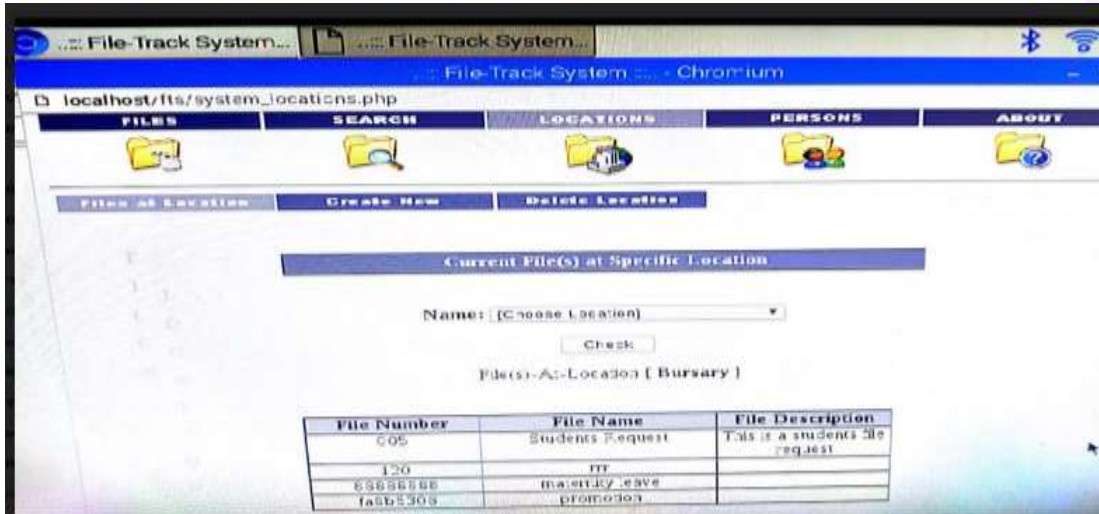 ..::: File-Track System... ..::: File-Track System...
..::: File-Track System :::.. - Chromium
localhost/fts/system_locations.php
FILES SEARCH LOCATIONS PERSONS ABOUT
Files at Location Create New Delete Location
Current File(s) at Specific Location
Name: [Choose Location]
Check
File(s)-At-Location [ Bursary ]
File Number File Name File Description
005 Students Request This is a students file
request
120 rrr
88888888 maternity leave
promotion